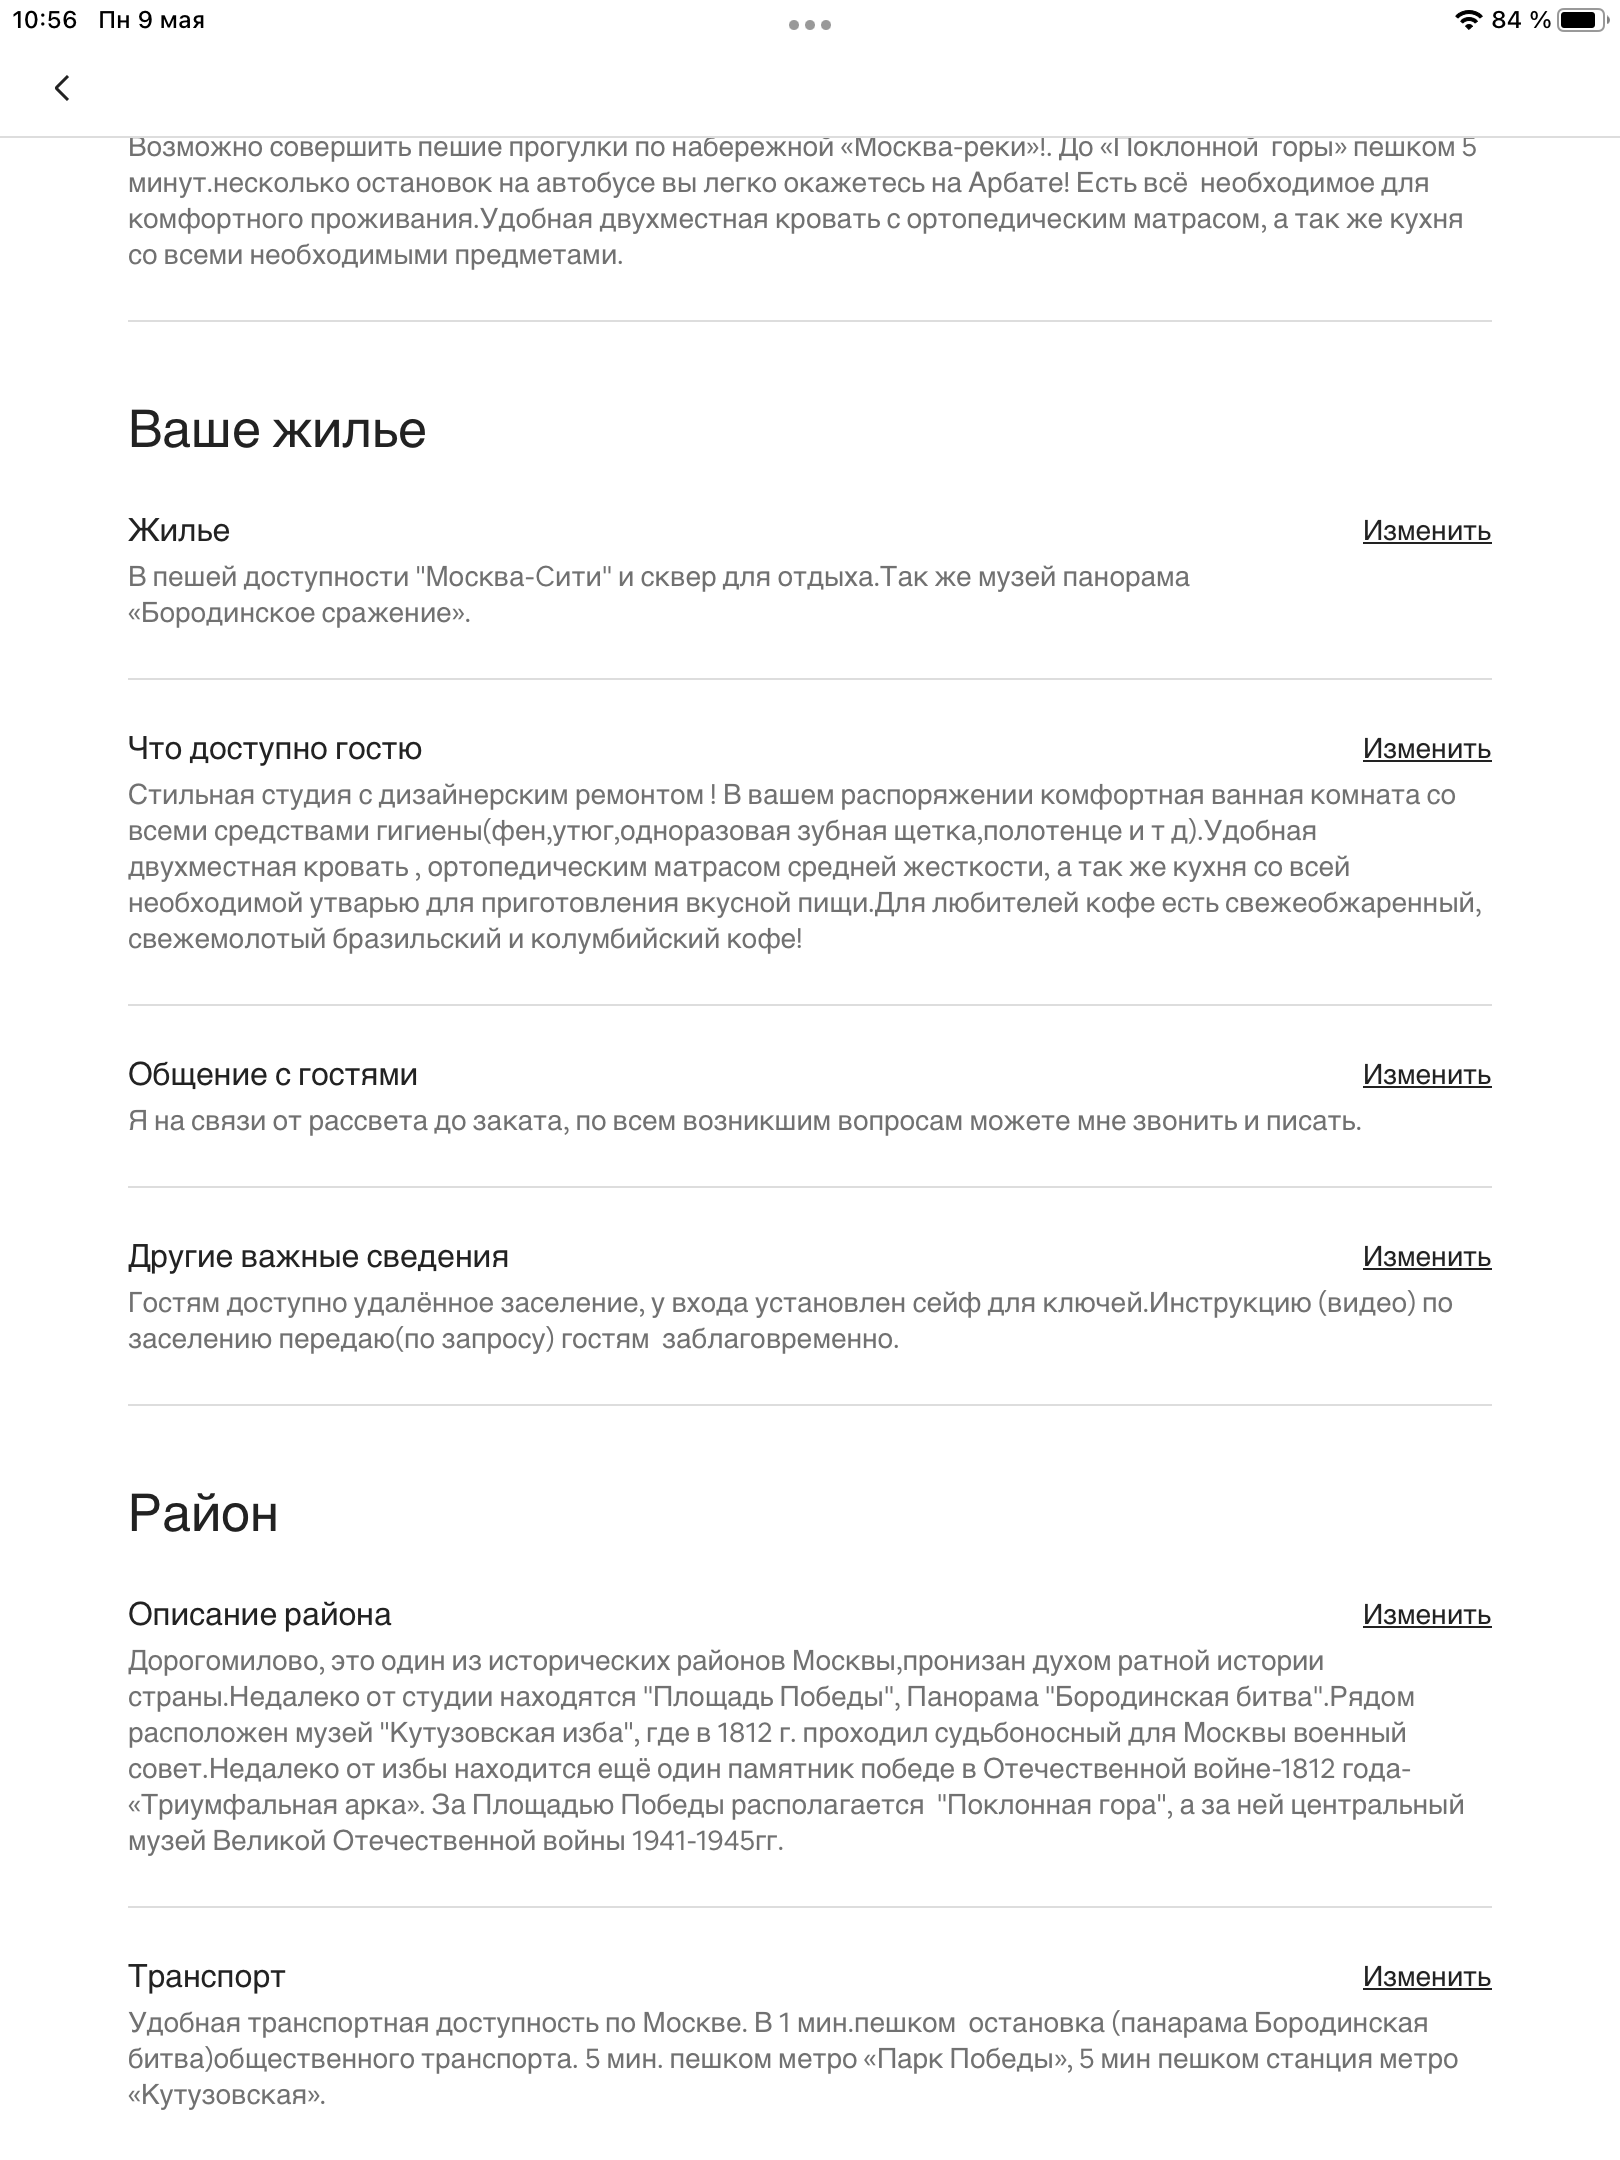 10:56 Пн 9 мая 84 %
Возможно совершить пешие прогулки по набережной «Москва-реки»!. До «Поклонной  горы» пешком 5
минут.несколько остановок на автобусе вы легко окажетесь на Арбате! Есть всё  необходимое для
комфортного проживания.Удобная двухместная кровать с ортопедическим матрасом, а так же кухня
со всеми необходимыми предметами.
Ваше жилье
Жилье Изменить
В пешей доступности "Москва-Сити" и сквер для отдыха.Так же музей панорама
«Бородинское сражение».
Что доступно гостю Изменить
Стильная студия с дизайнерским ремонтом ! В вашем распоряжении комфортная ванная комната со
всеми средствами гигиены(фен,утюг,одноразовая зубная щетка,полотенце и т д).Удобная
двухместная кровать , ортопедическим матрасом средней жесткости, а так же кухня со всей
необходимой утварью для приготовления вкусной пищи.Для любителей кофе есть свежеобжаренный,
свежемолотый бразильский и колумбийский кофе!
Общение с гостями Изменить
Я на связи от рассвета до заката, по всем возникшим вопросам можете мне звонить и писать.
Другие важные сведения Изменить
Гостям доступно удалённое заселение, у входа установлен сейф для ключей.Инструкцию (видео) по
заселению передаю(по запросу) гостям  заблаговременно.
Район
Описание района Изменить
Дорогомилово, это один из исторических районов Москвы,пронизан духом ратной истории
страны.Недалеко от студии находятся "Площадь Победы", Панорама "Бородинская битва".Рядом
расположен музей "Кутузовская изба", где в 1812 г. проходил судьбоносный для Москвы военный
совет.Недалеко от избы находится ещё один памятник победе в Отечественной войне-1812 года-
«Триумфальная арка». За Площадью Победы располагается  "Поклонная гора", а за ней центральный
музей Великой Отечественной войны 1941-1945гг.
Транспорт Изменить
Удобная транспортная доступность по Москве. В 1 мин.пешком  остановка (панарама Бородинская
битва)общественного транспорта. 5 мин. пешком метро «Парк Победы», 5 мин пешком станция метро
«Кутузовская».